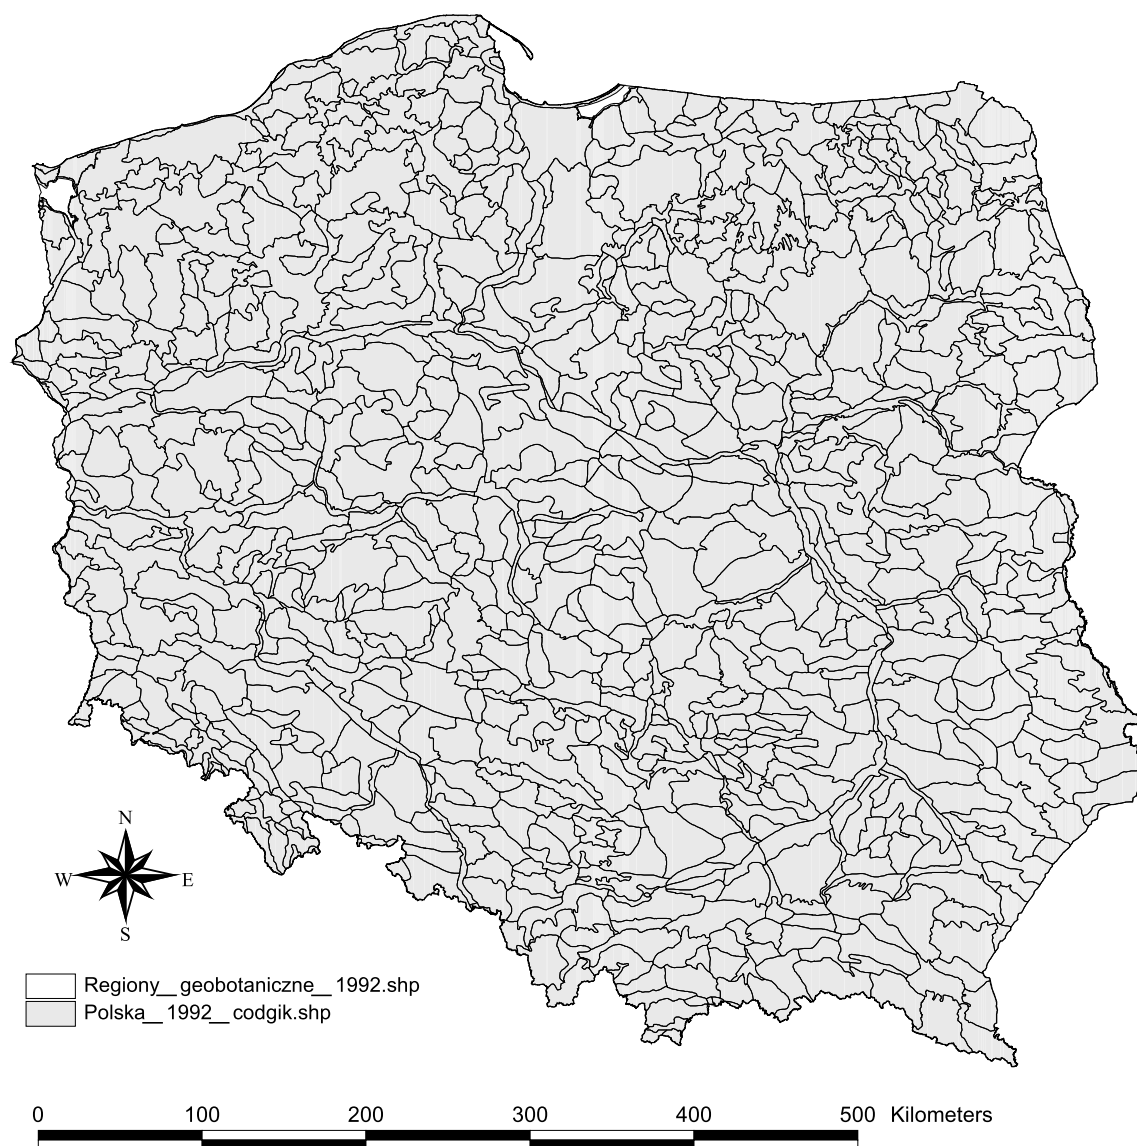 N
W E
S
Regiony__geobotaniczne__1992.shp
Polska__1992__codgik.shp
0 100 200 300 400 500 Kilometers